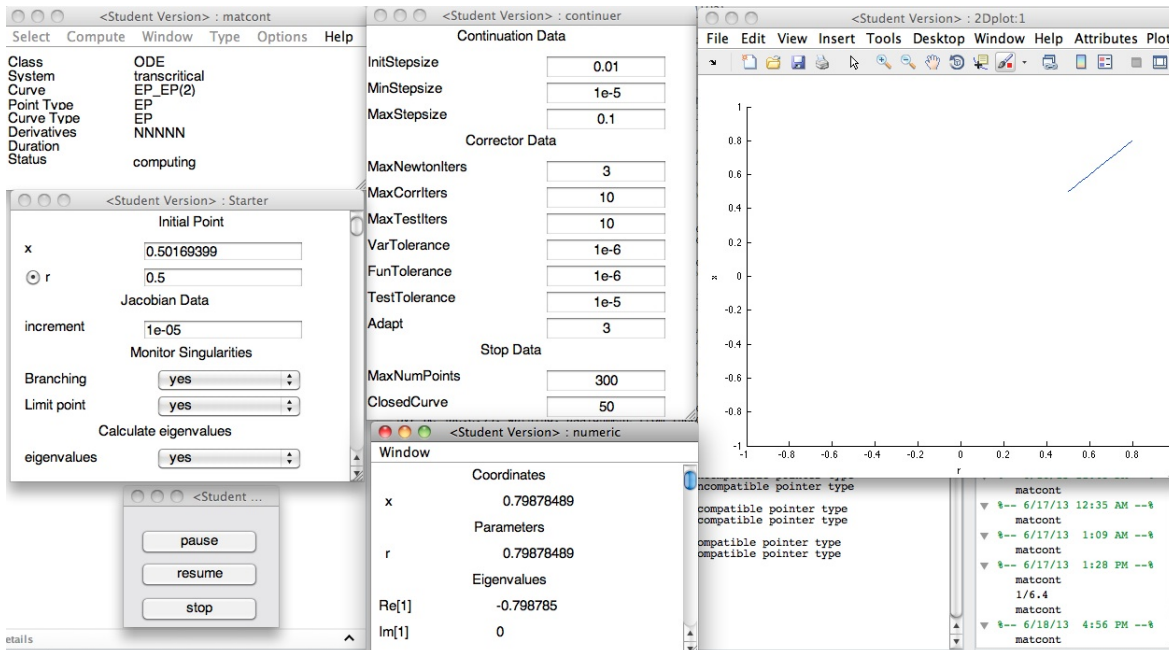 <Student Version> : matcont
Select Compute Window Type Options Help
Class ODE
System transcritical
Curve EP_EP(2)
Point Type EP
Curve Type EP
Derivatives NNNNN
Duration
Status computing
<Student Version> : Starter
Initial Point
x 0.50169399
r 0.5
Jacobian Data
increment 1e-05
Monitor Singularities
Branching yes
Limit point yes
Calculate eigenvalues
eigenvalues yes
<Student ...
pause
resume
stop
etails
<Student Version> : continuer
Continuation Data
InitStepsize 0.01
MinStepsize 1e-5
MaxStepsize 0.1
Corrector Data
MaxNewtonIters 3
MaxCorrIters 10
MaxTestIters 10
VarTolerance 1e-6
FunTolerance 1e-6
TestTolerance 1e-5
Adapt 3
Stop Data
MaxNumPoints 300
ClosedCurve 50
<Student Version> : numeric
Window
Coordinates
x 0.79878489
Parameters
r 0.79878489
Eigenvalues
Re[1] -0.798785
Im[1] 0
<Student Version> : 2Dplot:1
File Edit View Insert Tools Desktop Window Help Attributes Plot
1
0.8
0.6
0.4
0.2
x 0
-0.2
-0.4
-0.6
-0.8
-1
-1 -0.8 -0.6 -0.4 -0.2 0 0.2 0.4 0.6 0.8
r
ncompatible pointer type
ompatible pointer type
compatible pointer type
ompatible pointer type
ompatible pointer type
matcont
%-- 6/17/13 12:35 AM --%
matcont
%-- 6/17/13 1:09 AM --%
matcont
%-- 6/17/13 1:28 PM --%
matcont
1/6.4
matcont
%-- 6/18/13 4:56 PM --%
matcont